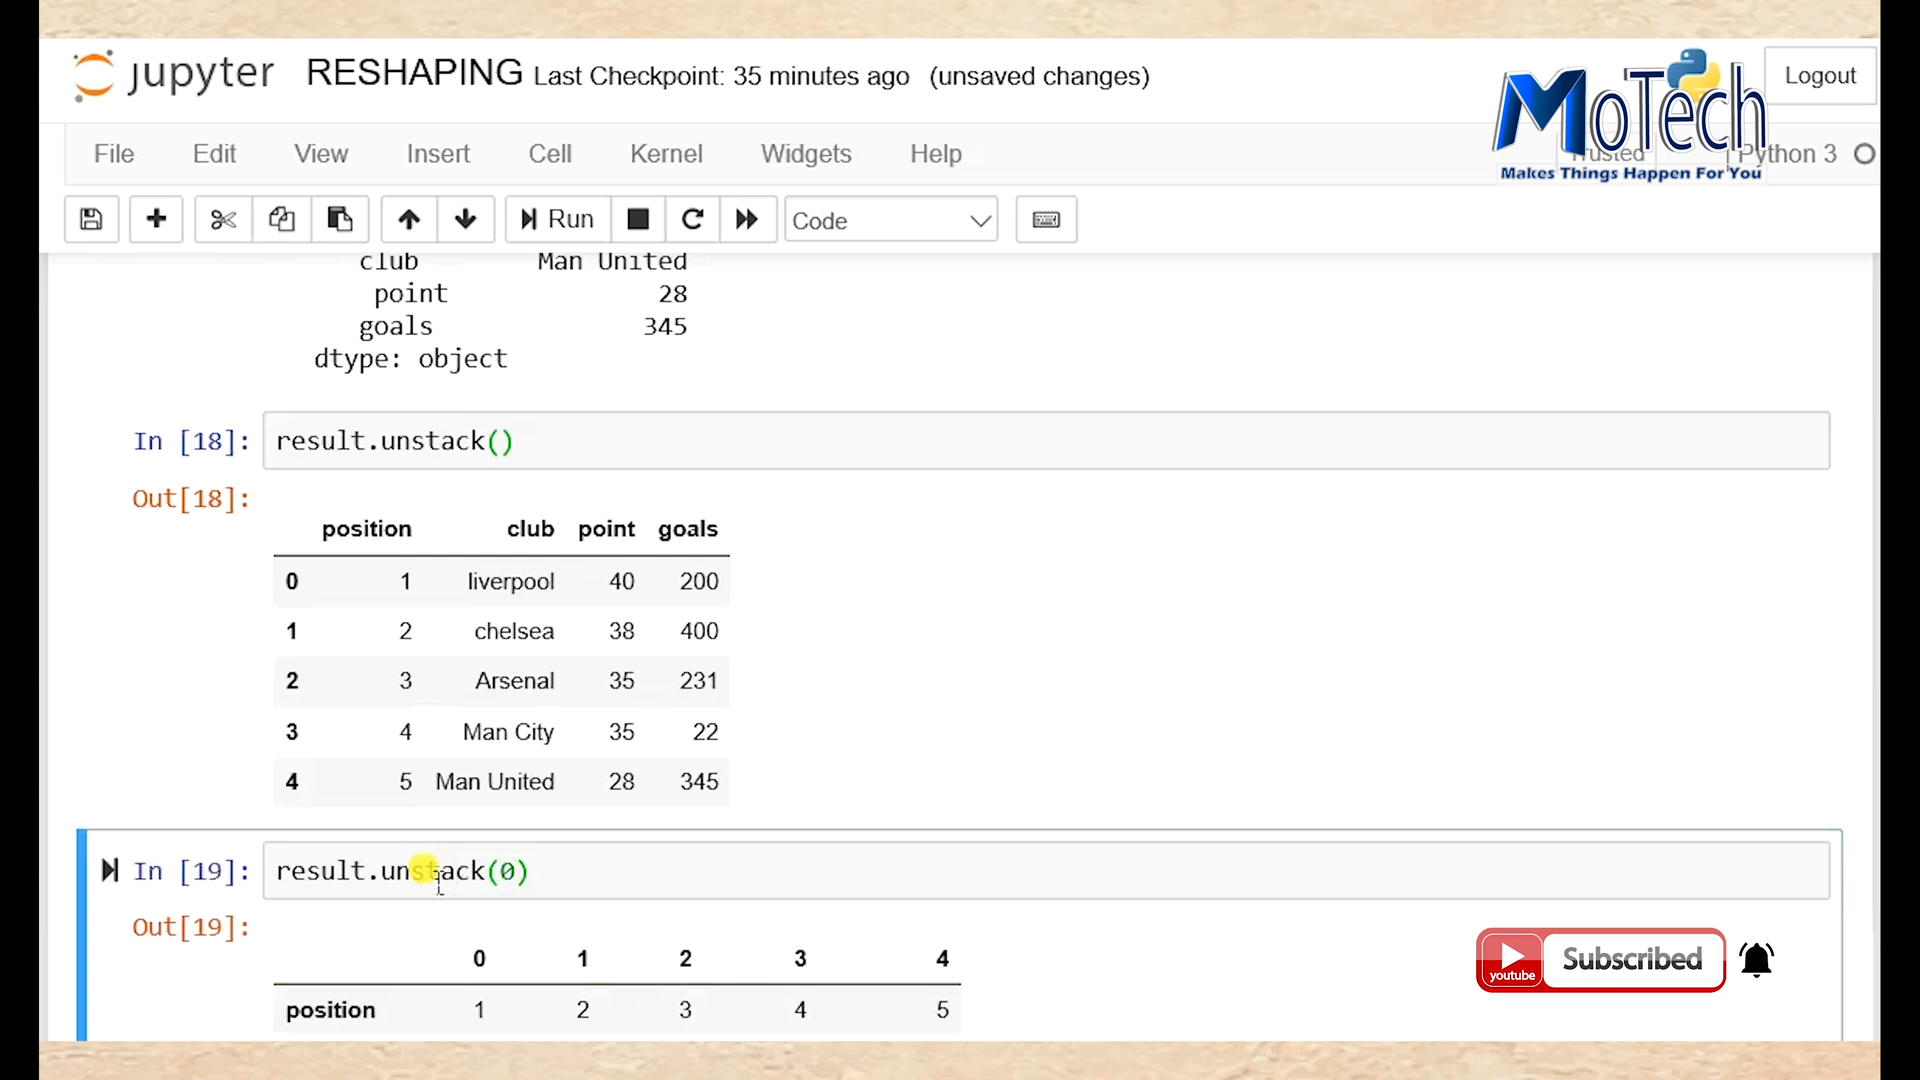 jupyter RESHAPING Last Checkpoint: 35 minutes ago (unsaved changes)
MoTech
Makes Things Happen For You
Logout
File Edit View Insert Cell Kernel Widgets Help Trusted Python 3
Run Code
club Man United
point 28
goals 345
dtype: object
In [18]: result.unstack()
Out[18]:
position club point goals
0 1 liverpool 40 200
1 2 chelsea 38 400
2 3 Arsenal 35 231
3 4 Man City 35 22
4 5 Man United 28 345
In [19]: result.unstack(0)
Out[19]:
0 1 2 3 4
position 1 2 3 4 5
youtube Subscribed